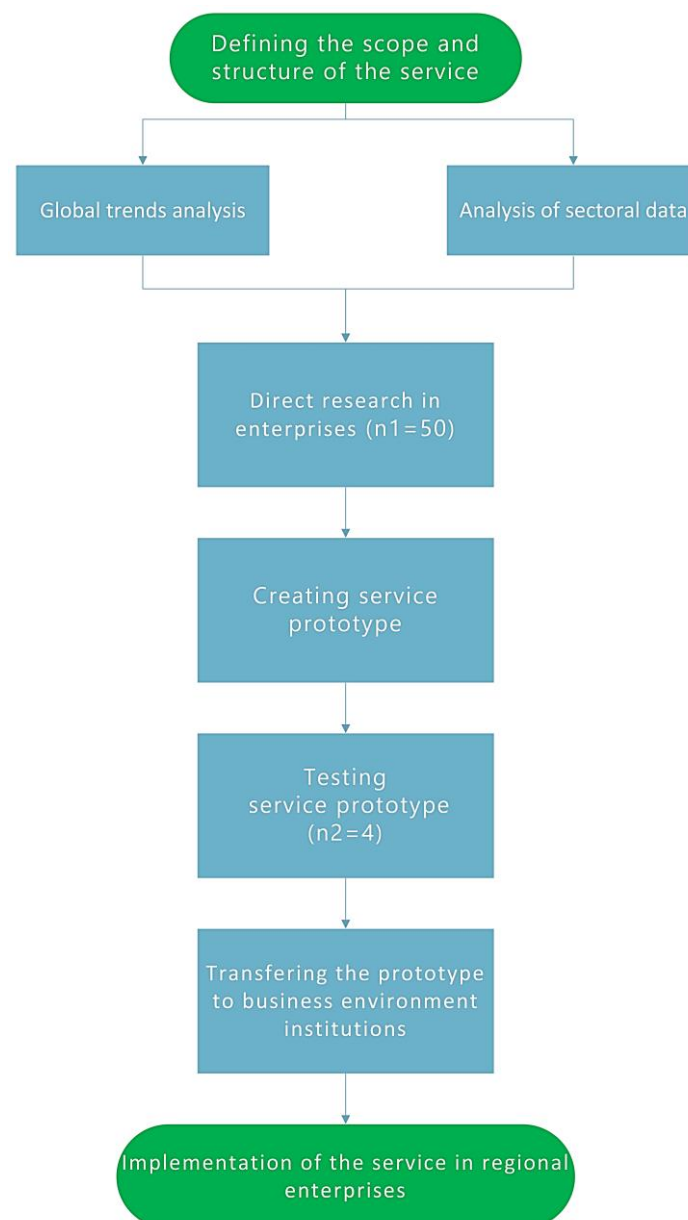 Defining the scope and
structure of the service
Global trends analysis
Analysis of sectoral data
Direct research in
enterprises (n1=50)
Creating service
prototype
Testing
service prototype
(n2=4)
Transfering the prototype
to business environment
institutions
Implementation of the service in regional
enterprises